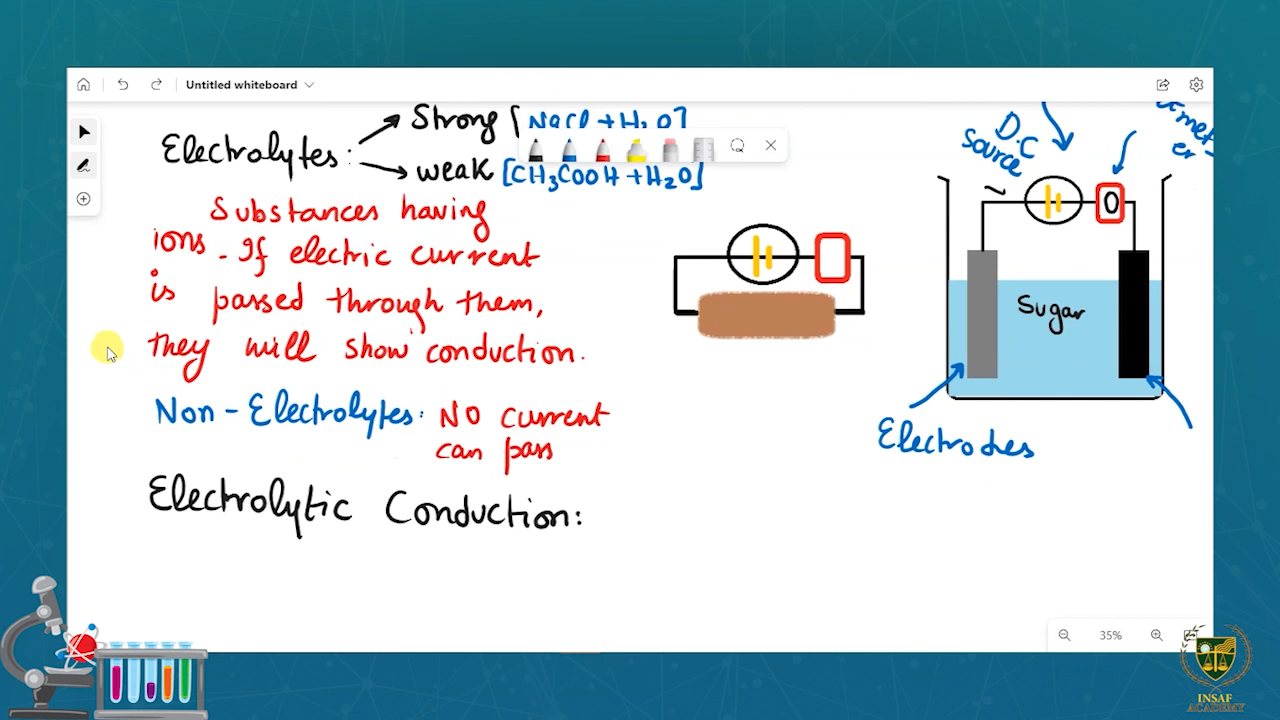 Untitled whiteboard
Strong [NaCl + H2O]
Electrolytes:
weak [CH3COOH + H2O]
Substances having
ions - If electric current
is passed through them,
they will show conduction.
Non-Electrolytes: NO current
can pass
Electrolytic Conduction:
D.C
source
0
Sugar
Electrodes
35%
INSAF
ACADEMY